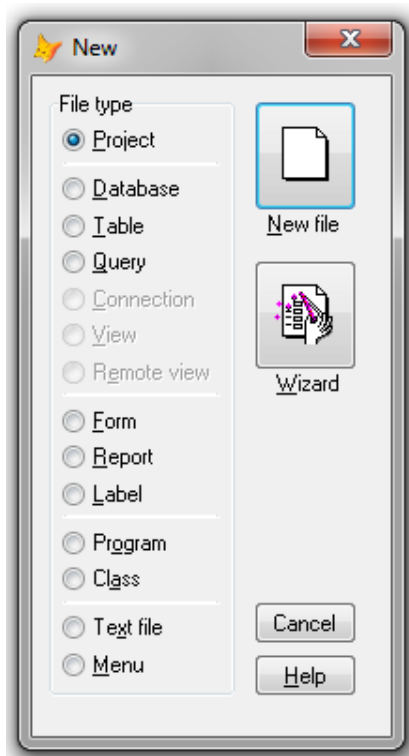 New
File type
Project
Database
Table
Query
Connection
View
Remote view
Form
Report
Label
Program
Class
Text file
Menu
New file
Wizard
Cancel
Help